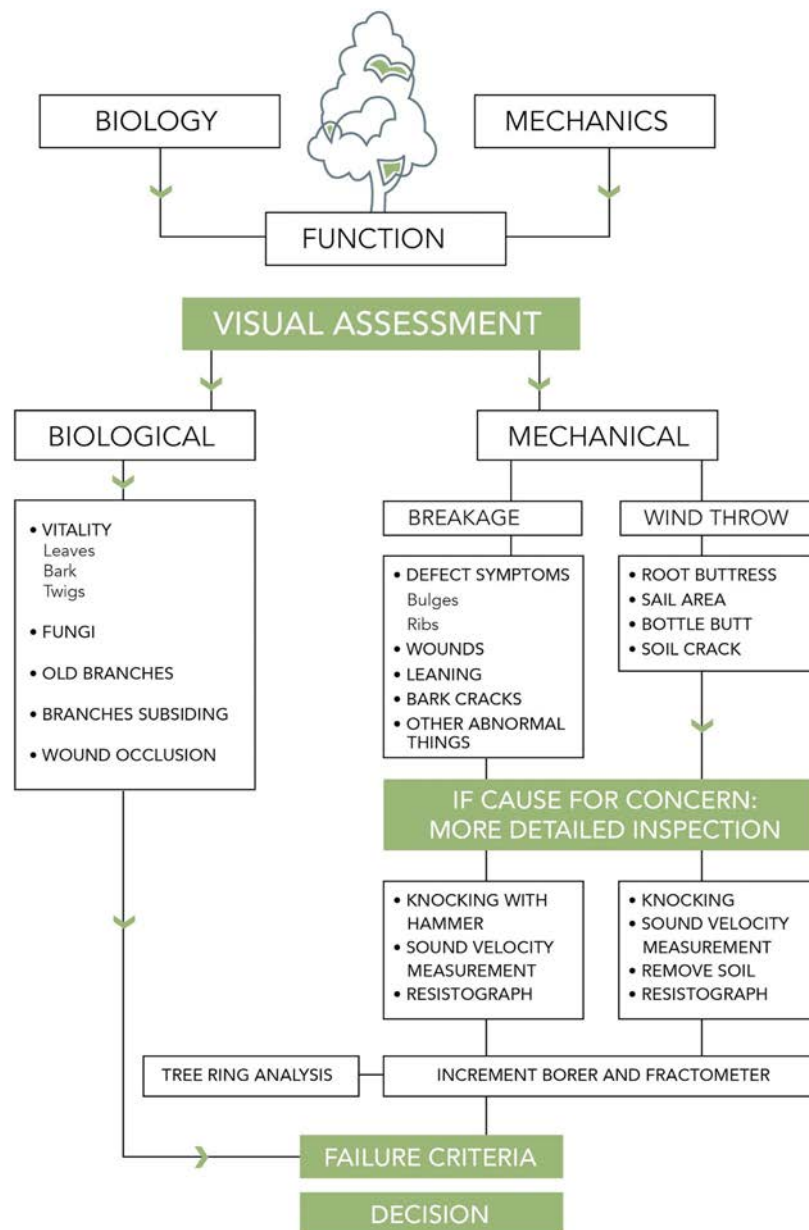 BIOLOGY
MECHANICS
FUNCTION
VISUAL ASSESSMENT
BIOLOGICAL
• VITALITY
Leaves
Bark
Twigs
• FUNGI
• OLD BRANCHES
• BRANCHES SUBSIDING
• WOUND OCCLUSION
MECHANICAL
BREAKAGE
• DEFECT SYMPTOMS
Bulges
Ribs
• WOUNDS
• LEANING
• BARK CRACKS
• OTHER ABNORMAL
THINGS
WIND THROW
• ROOT BUTTRESS
• SAIL AREA
• BOTTLE BUTT
• SOIL CRACK
IF CAUSE FOR CONCERN:
MORE DETAILED INSPECTION
• KNOCKING WITH
HAMMER
• SOUND VELOCITY
MEASUREMENT
• RESISTOGRAPH
• KNOCKING
• SOUND VELOCITY
MEASUREMENT
• REMOVE SOIL
• RESISTOGRAPH
TREE RING ANALYSIS
INCREMENT BORER AND FRACTOMETER
FAILURE CRITERIA
DECISION